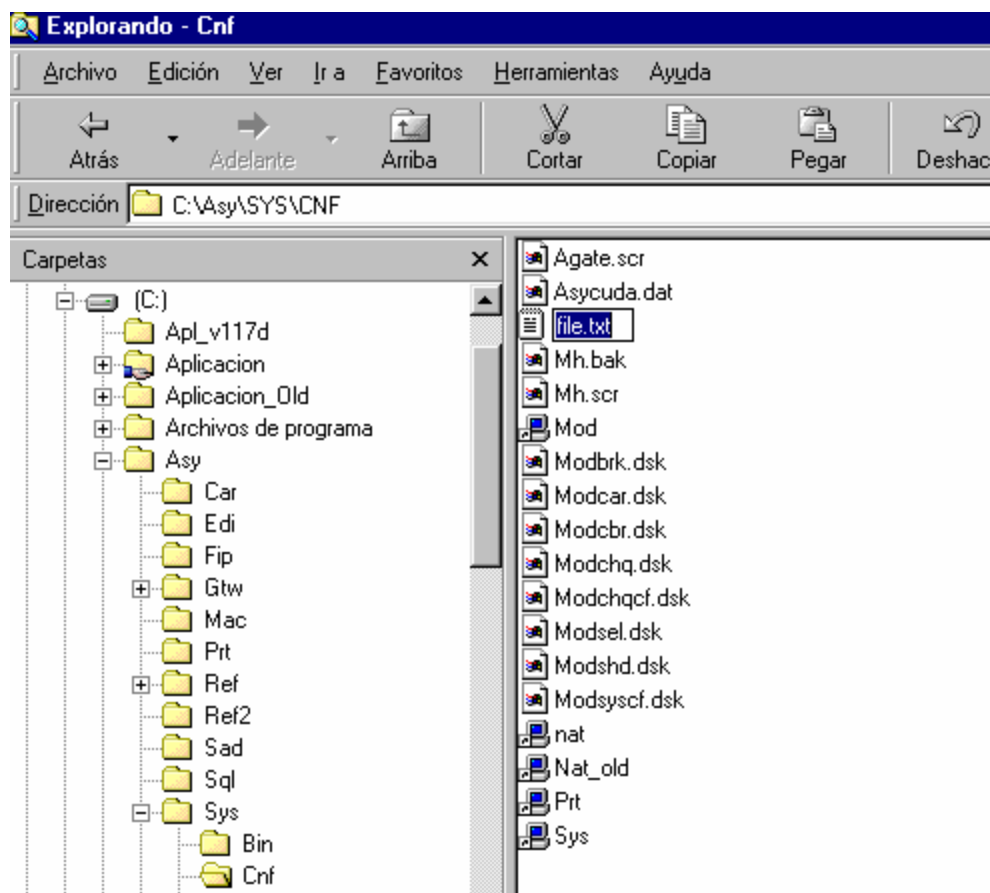 Explorando - Cnf
Archivo Edición Ver Ir a Favoritos Herramientas Ayuda
Atrás Adelante Arriba Cortar Copiar Pegar Deshac
Dirección C:\Asy\SYS\CNF
Carpetas
(C:)
Apl_v117d
Aplicacion
Aplicacion_Old
Archivos de programa
Asy
Car
Edi
Fip
Gtw
Mac
Prt
Ref
Ref2
Sad
Sql
Sys
Bin
Cnf
Agate.scr
Asycuda.dat
file.txt
Mh.bak
Mh.scr
Mod
Modbrk.dsk
Modcar.dsk
Modcbr.dsk
Modchq.dsk
Modchqcf.dsk
Modsel.dsk
Modshd.dsk
Modsyscf.dsk
nat
Nat_old
Prt
Sys